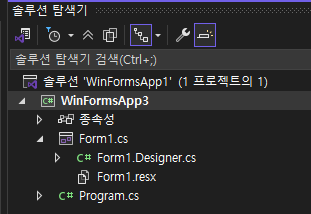 솔루션 탐색기
솔루션 탐색기 검색(Ctrl+;)
솔루션 'WinFormsApp1' (1 프로젝트의 1)
C# WinFormsApp3
종속성
Form1.cs
C# Form1.Designer.cs
Form1.resx
C# Program.cs